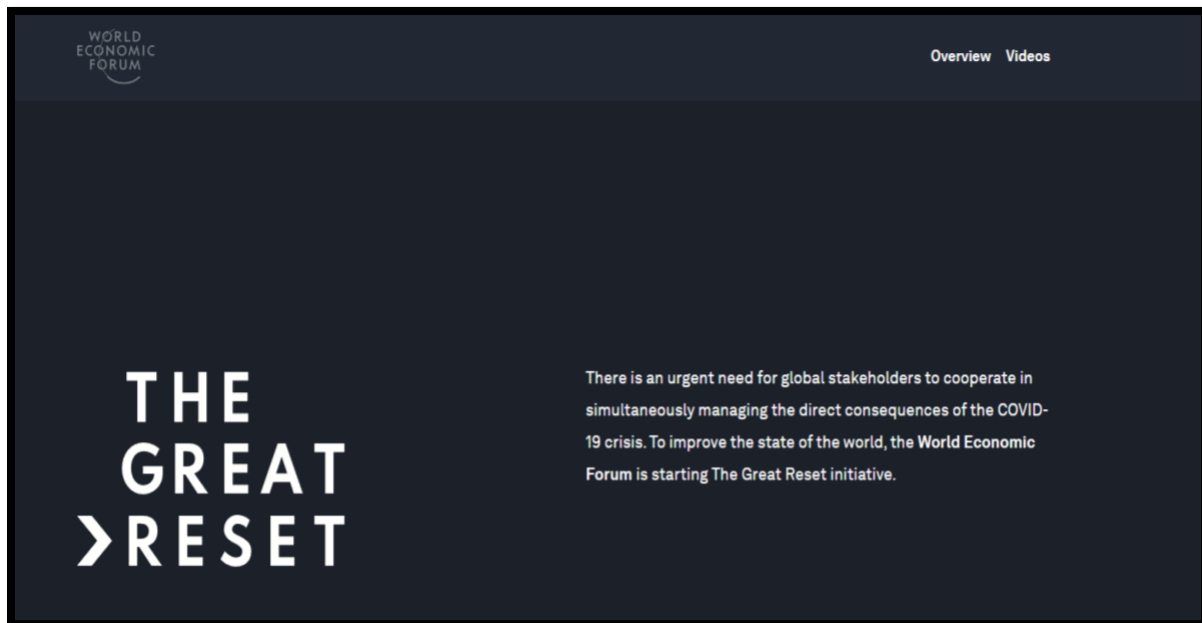 WORLD
ECONOMIC
FORUM
Overview Videos
THE
GREAT
RESET
There is an urgent need for global stakeholders to cooperate in
simultaneously managing the direct consequences of the COVID-
19 crisis. To improve the state of the world, the World Economic
Forum is starting The Great Reset initiative.